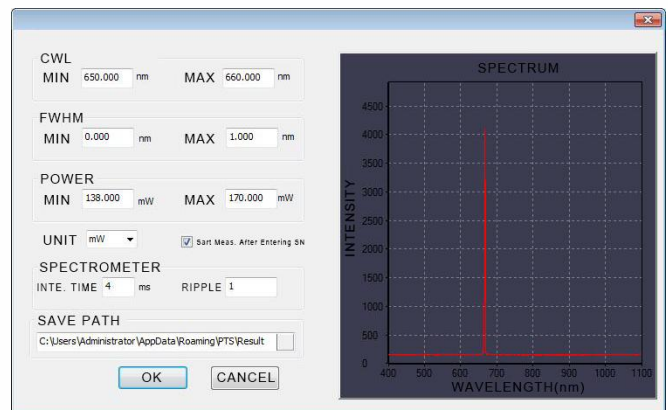 CWL
MIN 650.000 nm MAX 660.000 nm
FWHM
MIN 0.000 nm MAX 1.000 nm
POWER
MIN 138.000 mW MAX 170.000 mW
UNIT mW Sart Meas. After Entering SN
SPECTROMETER
INTE. TIME 4 ms RIPPLE 1
SAVE PATH
C:\Users\Administrator\AppData\Roaming\PTS\Result
OK CANCEL
SPECTRUM
INTENSITY
4500
4000
3500
3000
2500
2000
1500
1000
500
0
400 500 600 700 800 900 1000 1100
WAVELENGTH(nm)